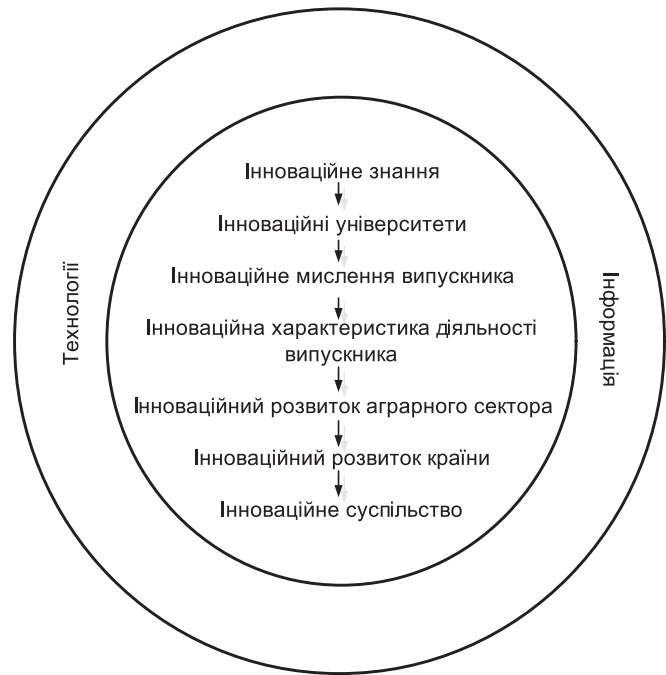 Інноваційне знання
Інноваційні університети
Інноваційне мислення випускника
Інноваційна характеристика діяльності
випускника
Інноваційний розвиток аграрного сектора
Інноваційний розвиток країни
Інноваційне суспільство
Технології
Інформація